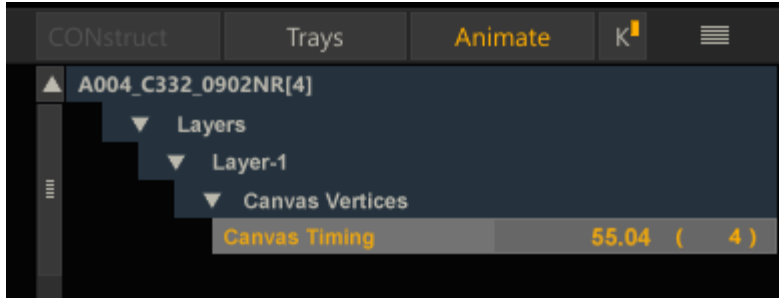 CONstruct Trays Animate K
A004_C332_0902NR[4]
Layers
Layer-1
Canvas Vertices
Canvas Timing 55.04 ( 4 )